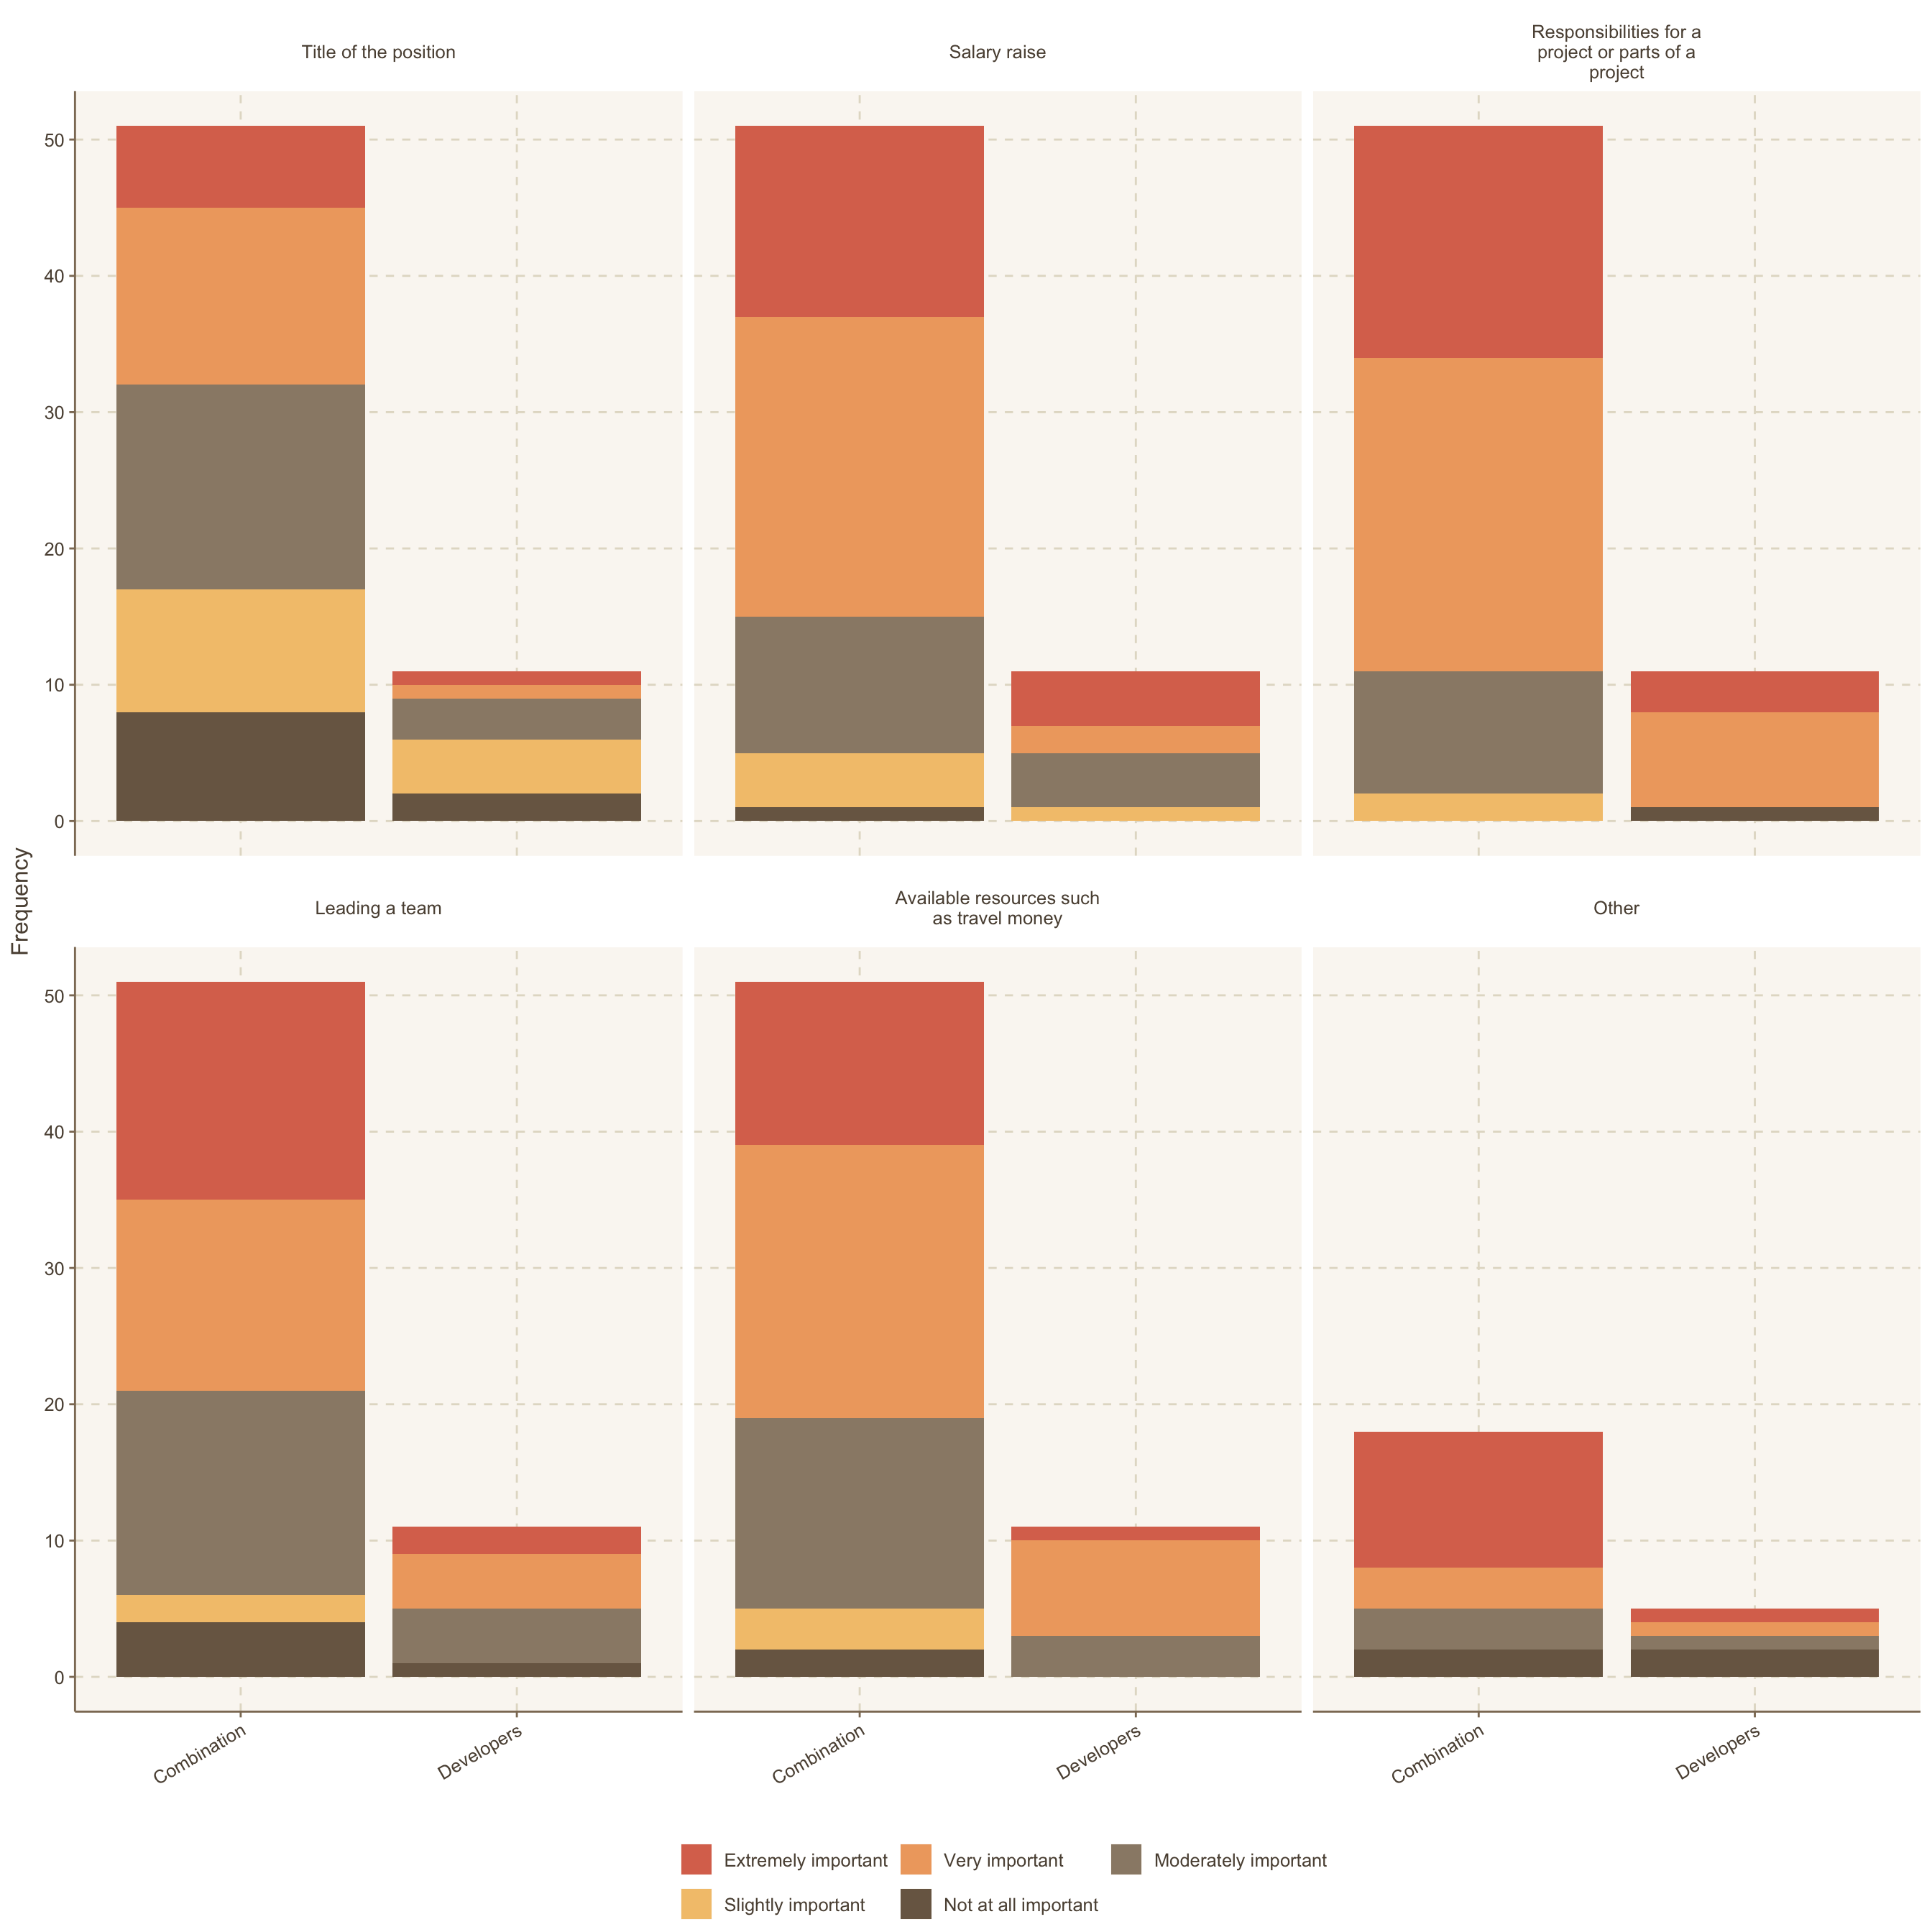 Title of the position
Salary raise
Responsibilities for a
project or parts of a
project
50
40
30
20
10
0
Frequency
Leading a team
Available resources such
as travel money
Other
50
40
30
20
10
0
Combination
Developers
Combination
Developers
Combination
Developers
Extremely important
Very important
Moderately important
Slightly important
Not at all important